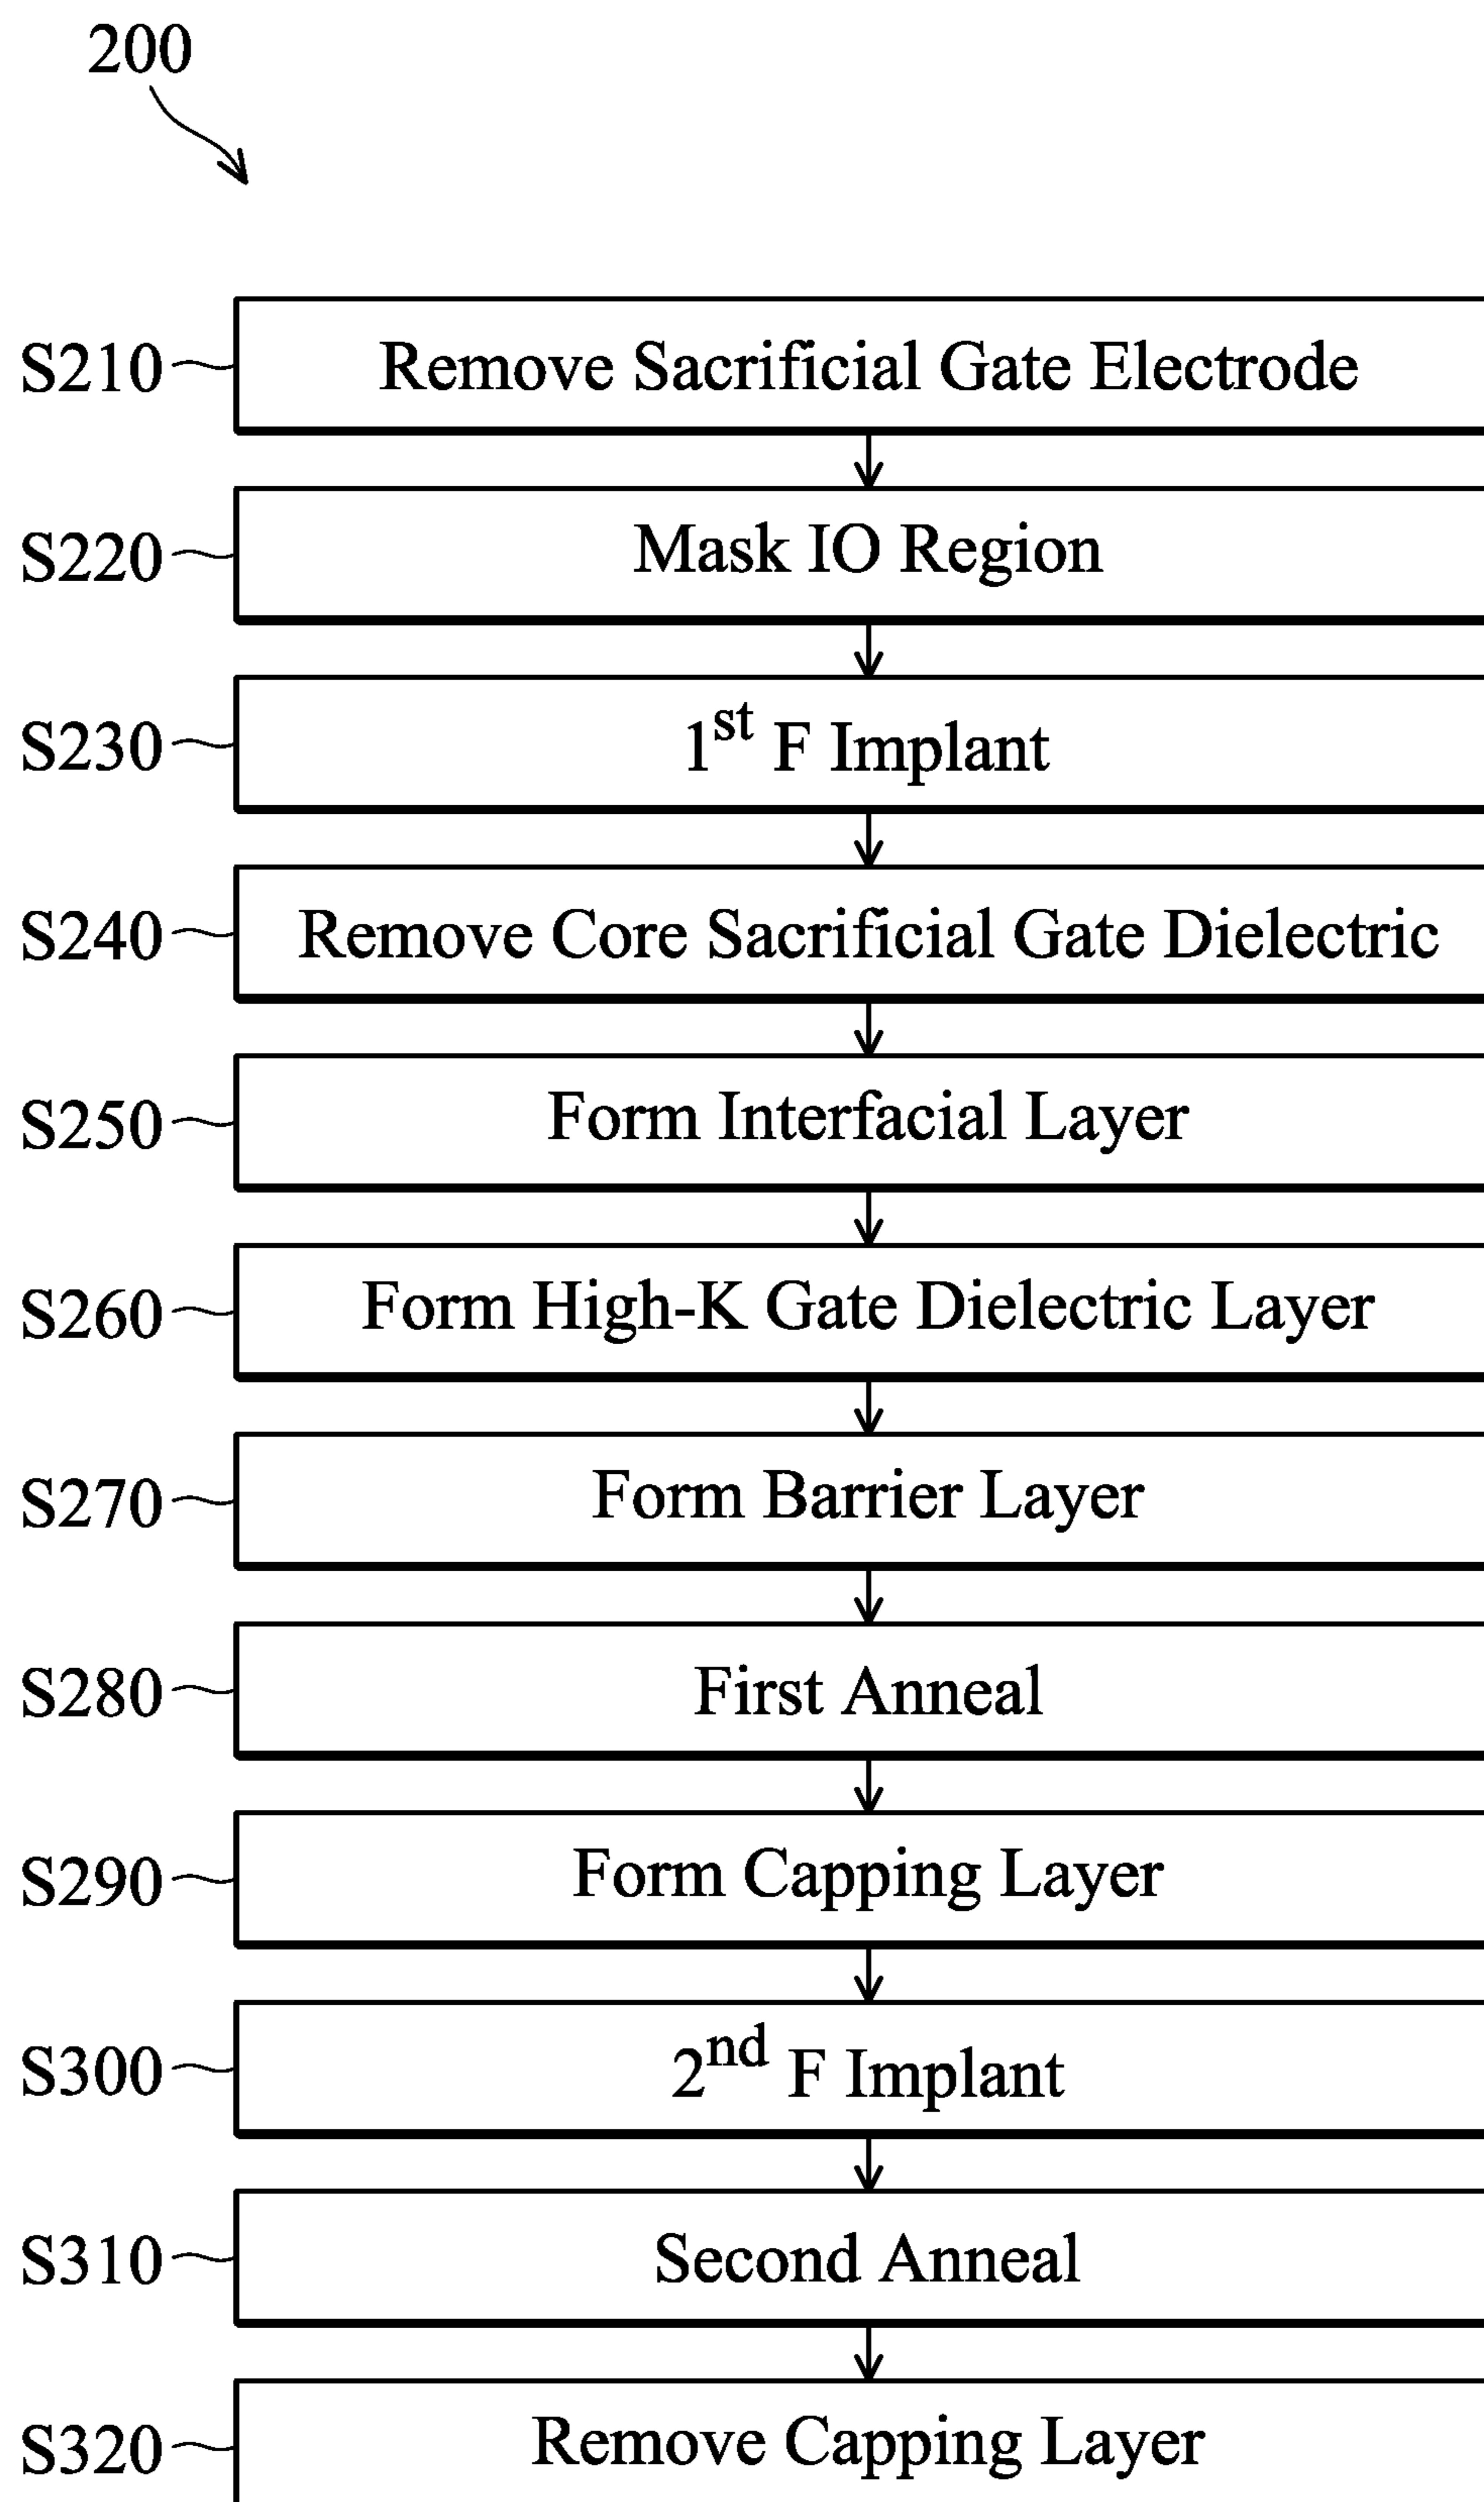 200
S210 Remove Sacrificial Gate Electrode
S220 Mask IO Region
S230 1st F Implant
S240 Remove Core Sacrificial Gate Dielectric
S250 Form Interfacial Layer
S260 Form High-K Gate Dielectric Layer
S270 Form Barrier Layer
S280 First Anneal
S290 Form Capping Layer
S300 2nd F Implant
S310 Second Anneal
S320 Remove Capping Layer